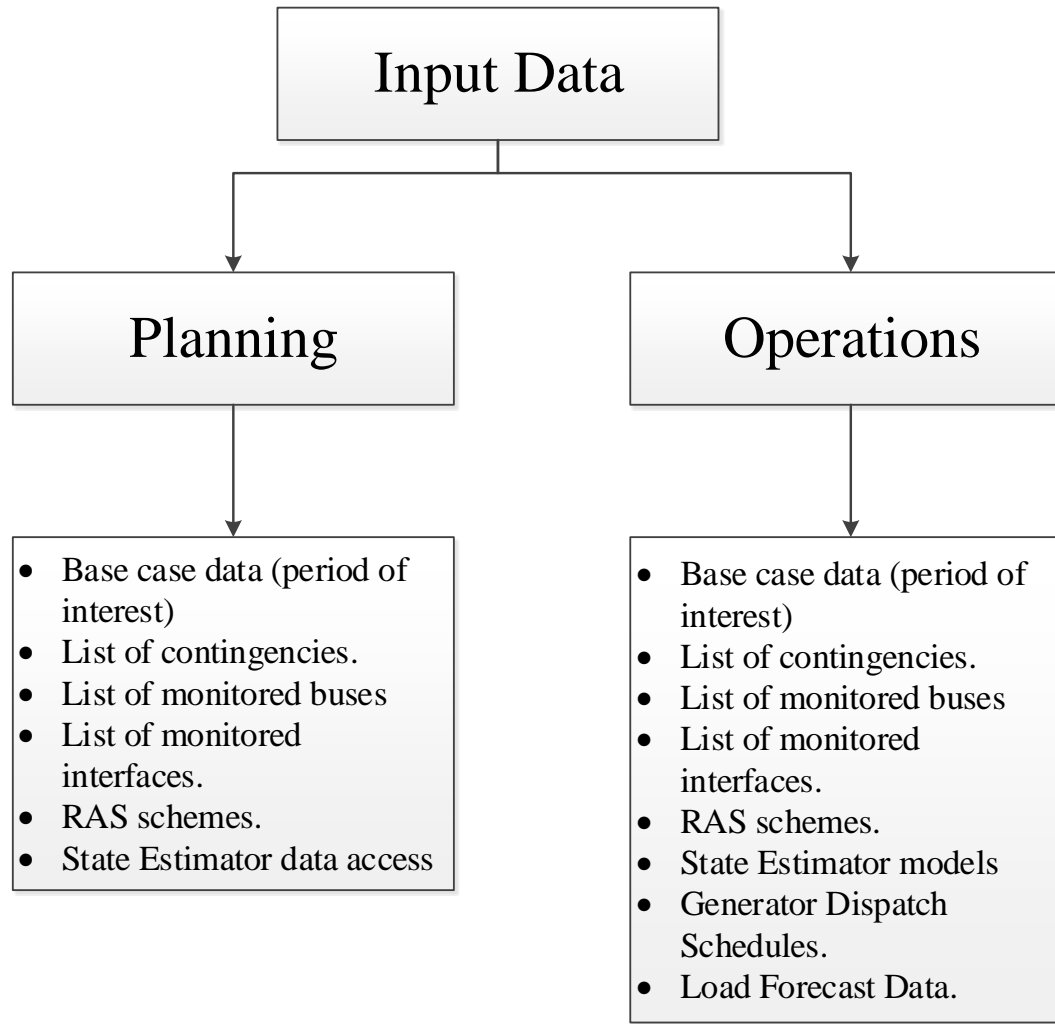 Input Data
Planning
Operations
• Base case data (period of
interest)
• List of contingencies.
• List of monitored buses
• List of monitored
interfaces.
• RAS schemes.
• State Estimator data access
• Base case data (period of
interest)
• List of contingencies.
• List of monitored buses
• List of monitored
interfaces.
• RAS schemes.
• State Estimator models
• Generator Dispatch
Schedules.
• Load Forecast Data.